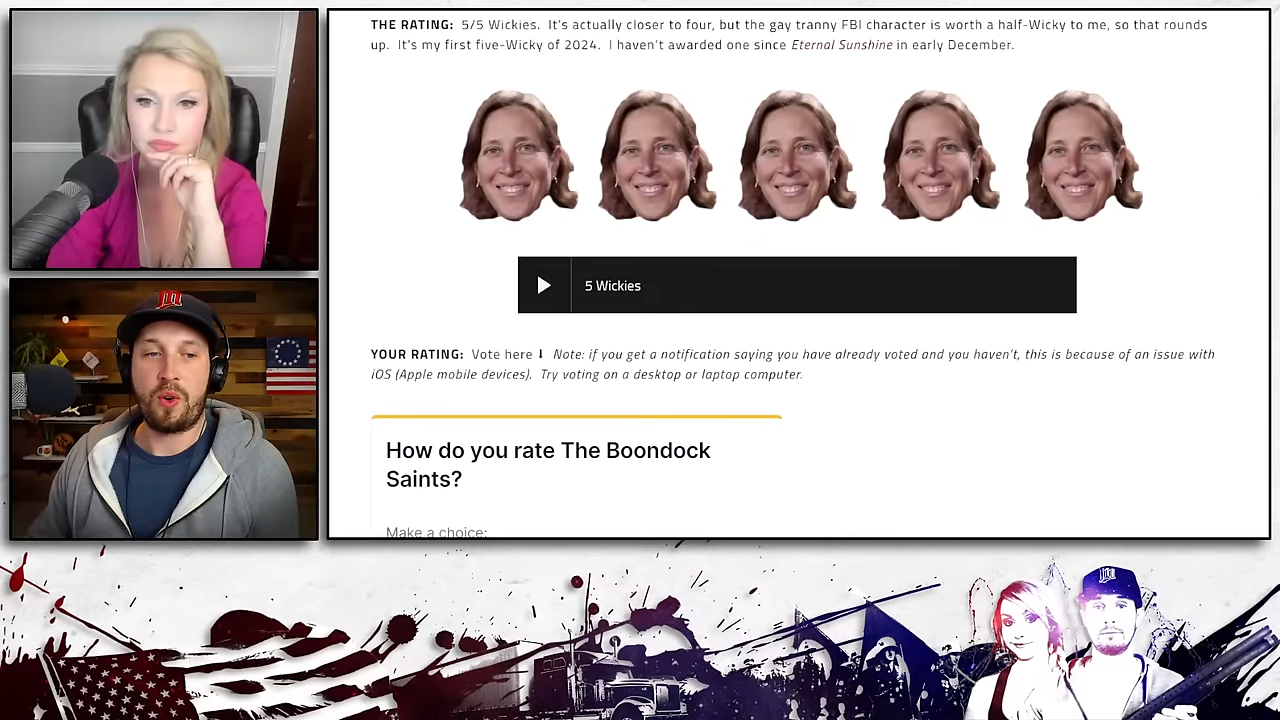 THE RATING: 5/5 Wickies. It's actually closer to four, but the gay tranny FBI character is worth a half-Wicky to me, so that rounds
up. It's my first five-Wicky of 2024. I haven't awarded one since Eternal Sunshine in early December.
5 Wickies
YOUR RATING: Vote here ⬇ Note: if you get a notification saying you have already voted and you haven't, this is because of an issue with
iOS (Apple mobile devices). Try voting on a desktop or laptop computer.
How do you rate The Boondock
Saints?
Make a choice: